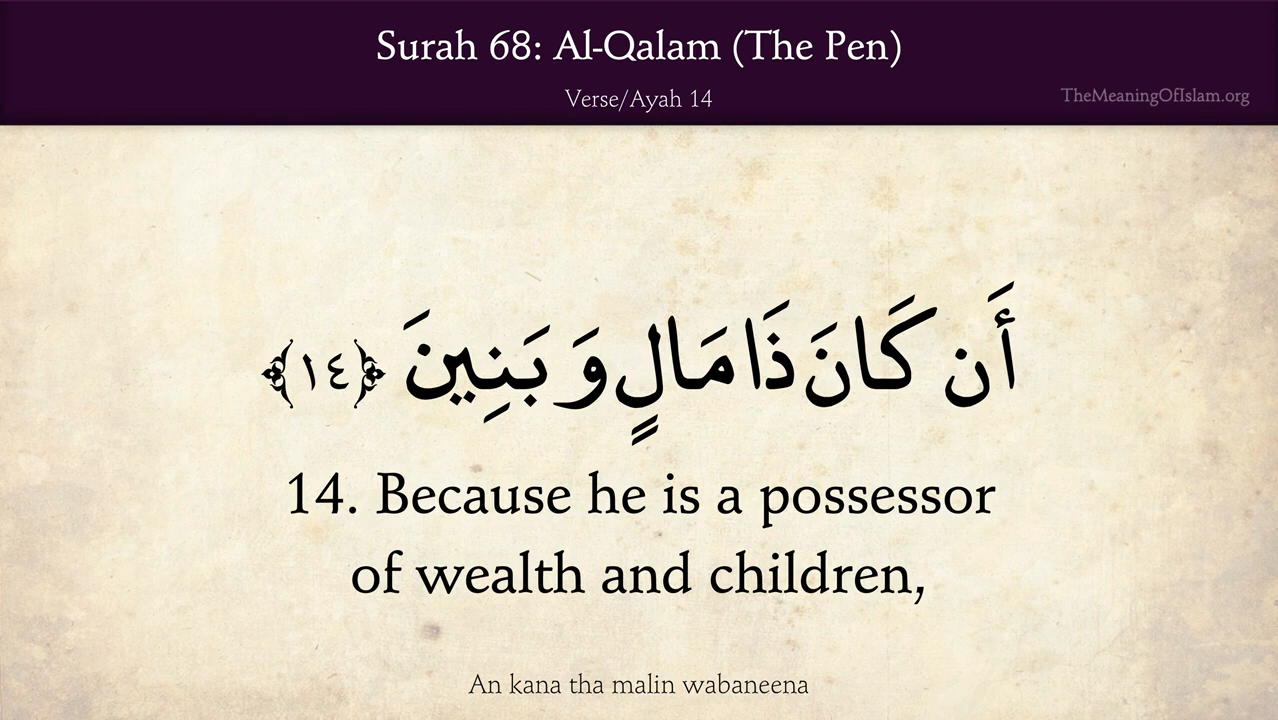 Surah 68: Al-Qalam (The Pen)
Verse/Ayah 14
TheMeaningOfIslam.org
أَن كَانَ ذَا مَالٍ وَ بَنِينَ ﴿١٤﴾
14. Because he is a possessor
of wealth and children,
An kana tha malin wabaneena